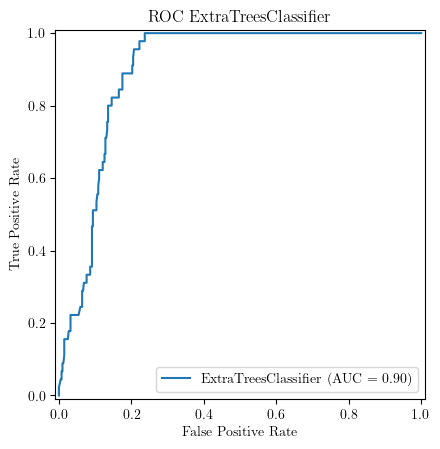 ROC ExtraTreesClassifier
1.0
0.8
0.6
0.4
0.2
0.0
True Positive Rate
ExtraTreesClassifier (AUC = 0.90)
0.0 0.2 0.4 0.6 0.8 1.0
False Positive Rate